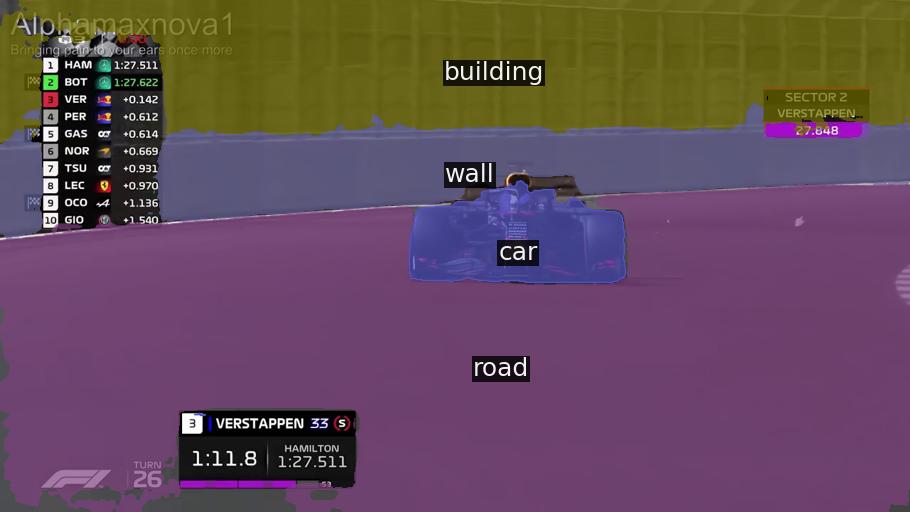 Alphamaxnova1
Bringing pain to your ears once more
1 HAM 1:27.511
2 BOT 1:27.622
3 VER +0.142
4 PER +0.612
5 GAS +0.614
6 NOR +0.669
7 TSU +0.931
8 LEC +0.970
9 OCO +1.136
10 GIO +1.540
building
SECTOR 2
VERSTAPPEN
27.848
wall
car
road
3 VERSTAPPEN 33 S
1:11.8
HAMILTON
1:27.511
F1
TURN
26